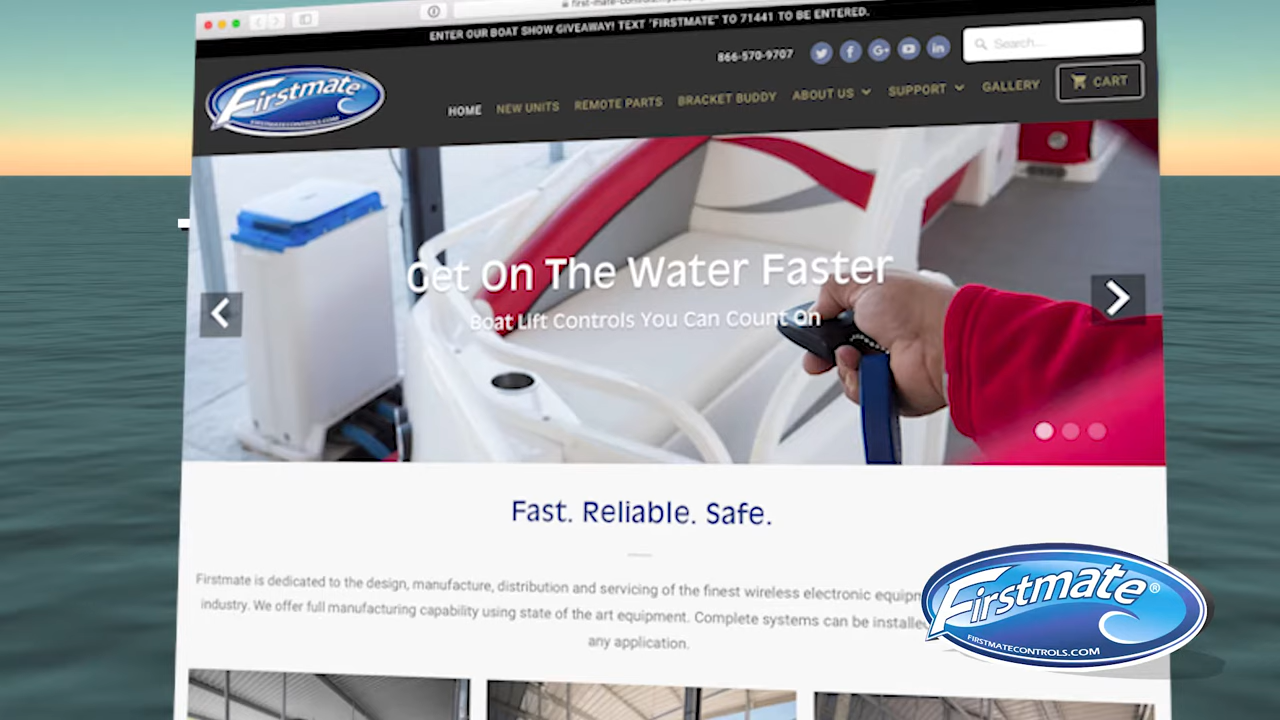 ENTER OUR BOAT SHOW GIVEAWAY! TEXT "FIRSTMATE" TO 71441 TO BE ENTERED.
866-570-9707
Search...
Firstmate
FIRSTMATECONTROLS.COM
HOME NEW UNITS REMOTE PARTS BRACKET BUDDY ABOUT US SUPPORT GALLERY CART
Get On The Water Faster
Boat Lift Controls You Can Count On
Fast. Reliable. Safe.
Firstmate is dedicated to the design, manufacture, distribution and servicing of the finest wireless electronic
industry. We offer full manufacturing capability using state of the art equipment. Complete systems can be
any application.
Firstmate®
FIRSTMATECONTROLS.COM